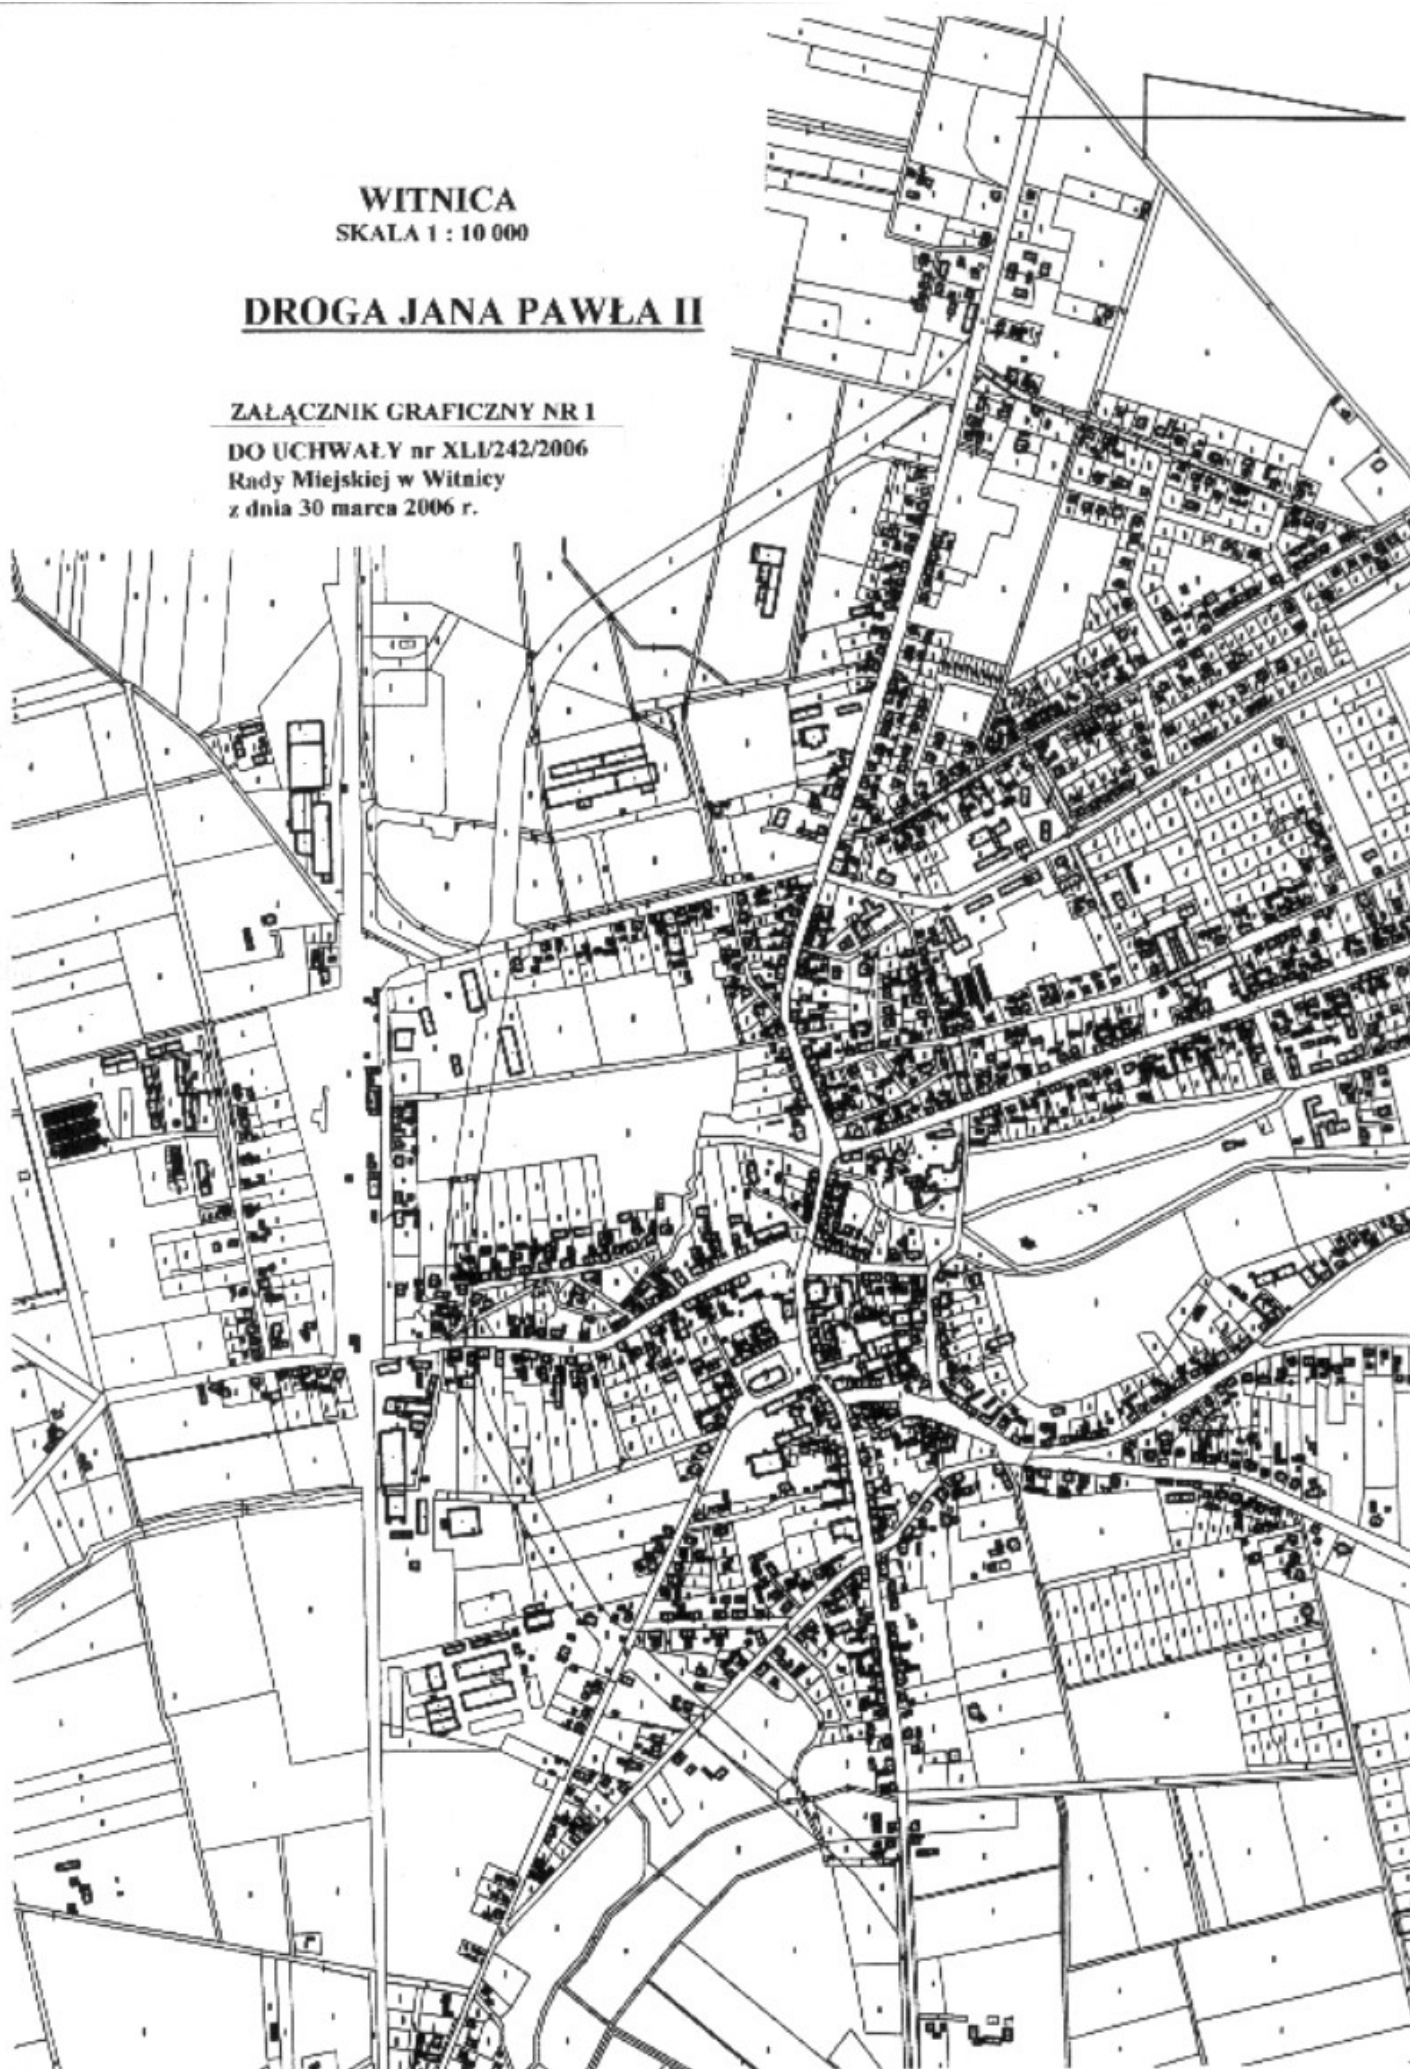 WITNICA
SKALA 1 : 10 000
DROGA JANA PAWŁA II
ZAŁĄCZNIK GRAFICZNY NR 1
DO UCHWAŁY nr XLI/242/2006
Rady Miejskiej w Witnicy
z dnia 30 marca 2006 r.